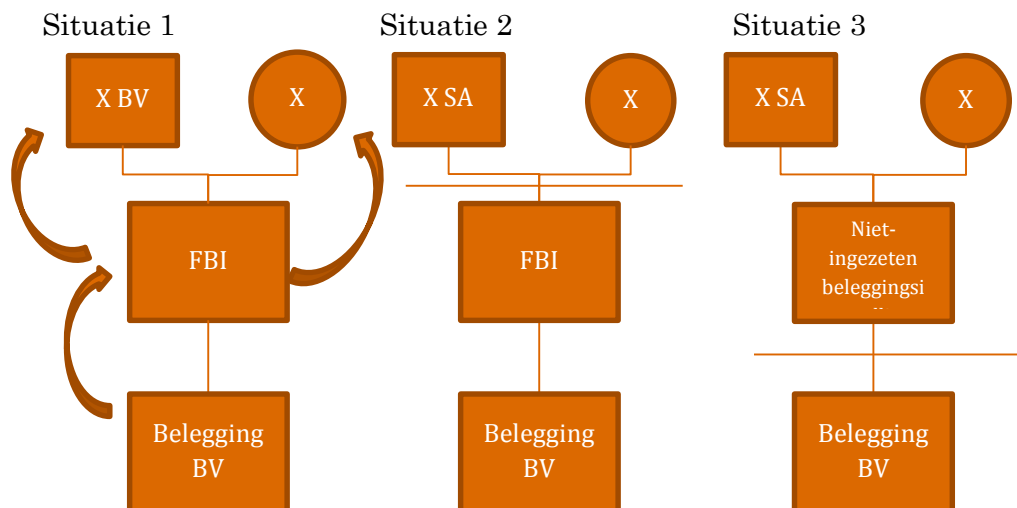 Situatie 1 Situatie 2 Situatie 3
X BV X X SA X X SA X
FBI FBI Niet-
ingezeten
beleggingsi
Belegging Belegging Belegging
BV BV BV